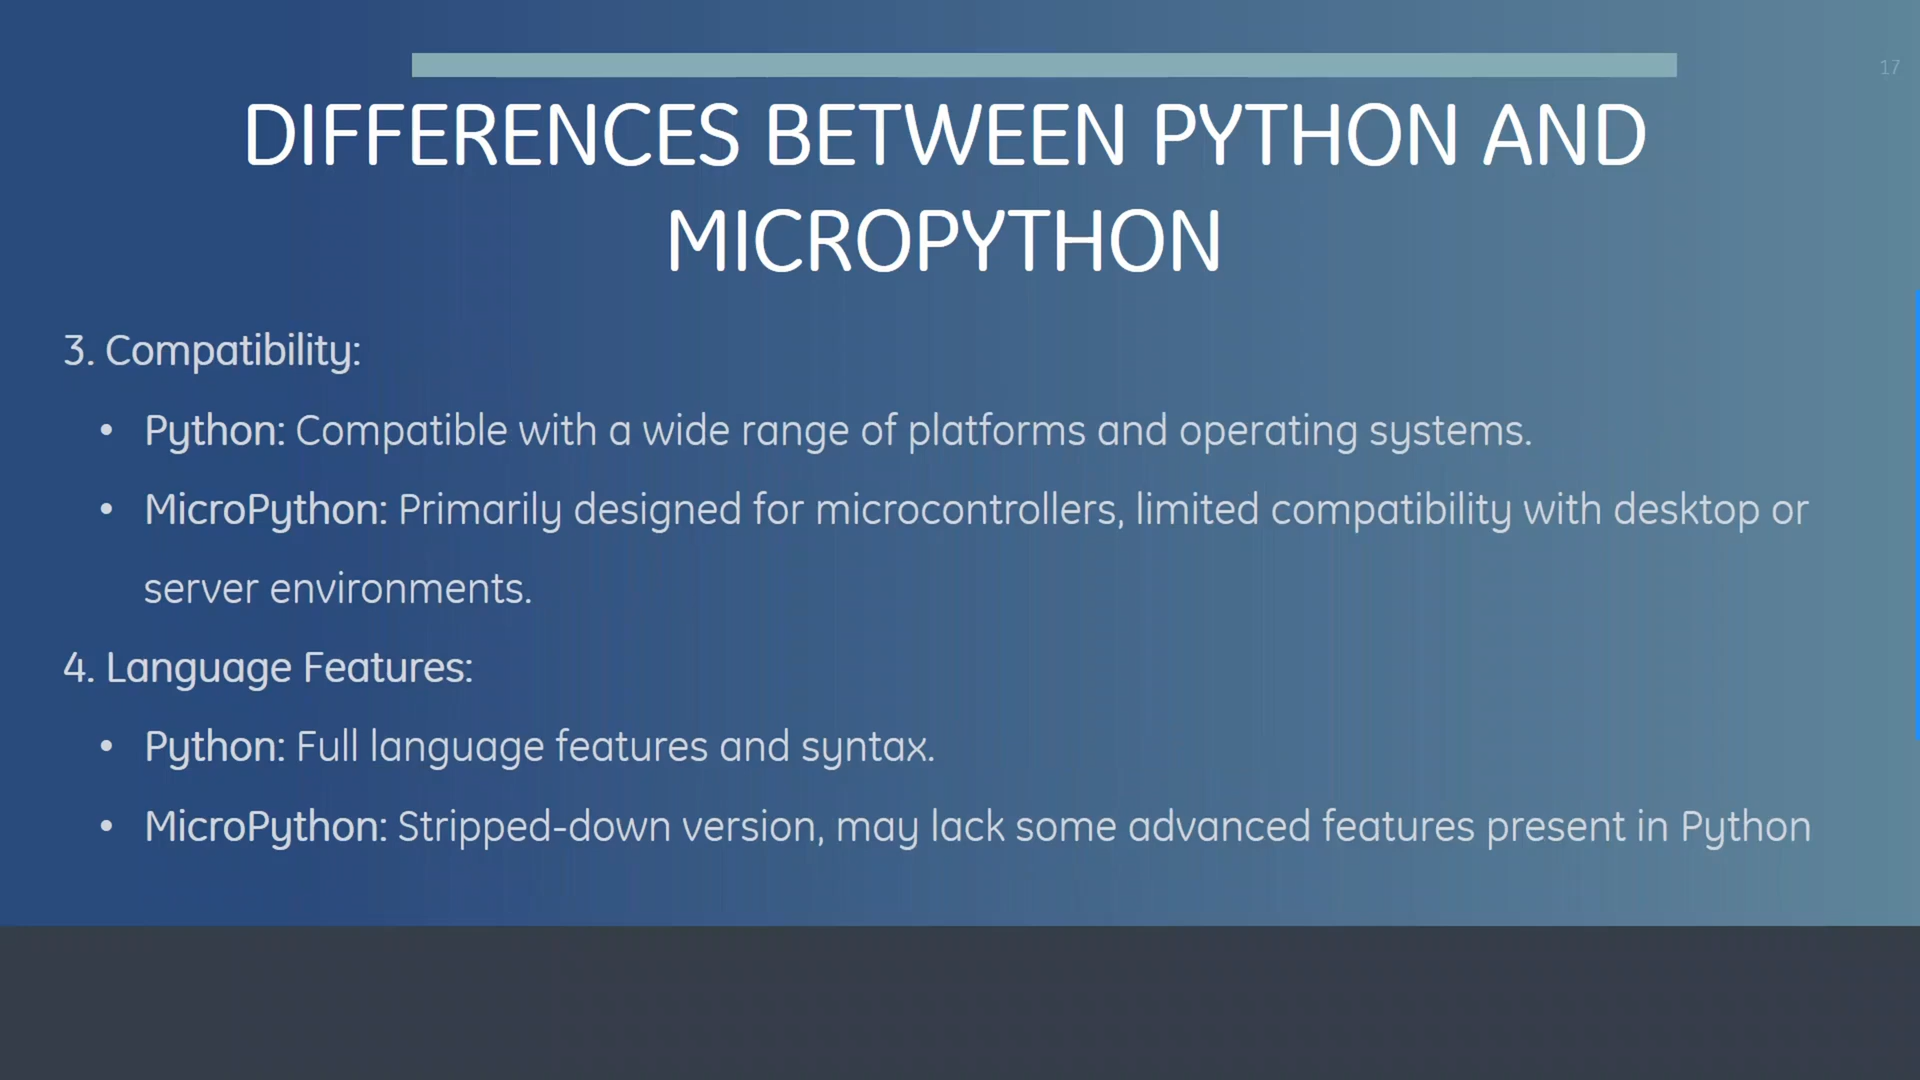 17
DIFFERENCES BETWEEN PYTHON AND
MICROPYTHON
3. Compatibility:
• Python: Compatible with a wide range of platforms and operating systems.
• MicroPython: Primarily designed for microcontrollers, limited compatibility with desktop or
server environments.
4. Language Features:
• Python: Full language features and syntax.
• MicroPython: Stripped-down version, may lack some advanced features present in Python